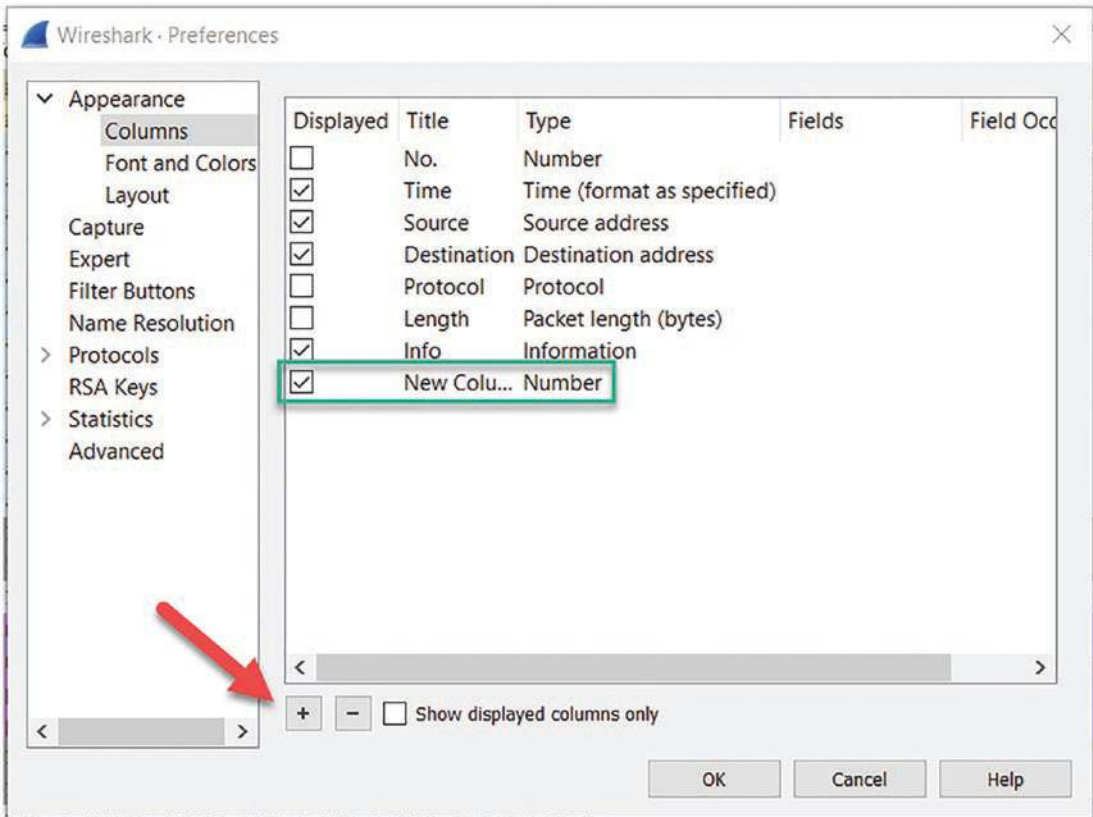 Wireshark · Preferences
Appearance
Columns
Font and Colors
Layout
Capture
Expert
Filter Buttons
Name Resolution
Protocols
RSA Keys
Statistics
Advanced
Displayed Title Type Fields Field Occ
No. Number
Time Time (format as specified)
Source Source address
Destination Destination address
Protocol Protocol
Length Packet length (bytes)
Info Information
New Colu... Number
+ - Show displayed columns only
OK Cancel Help